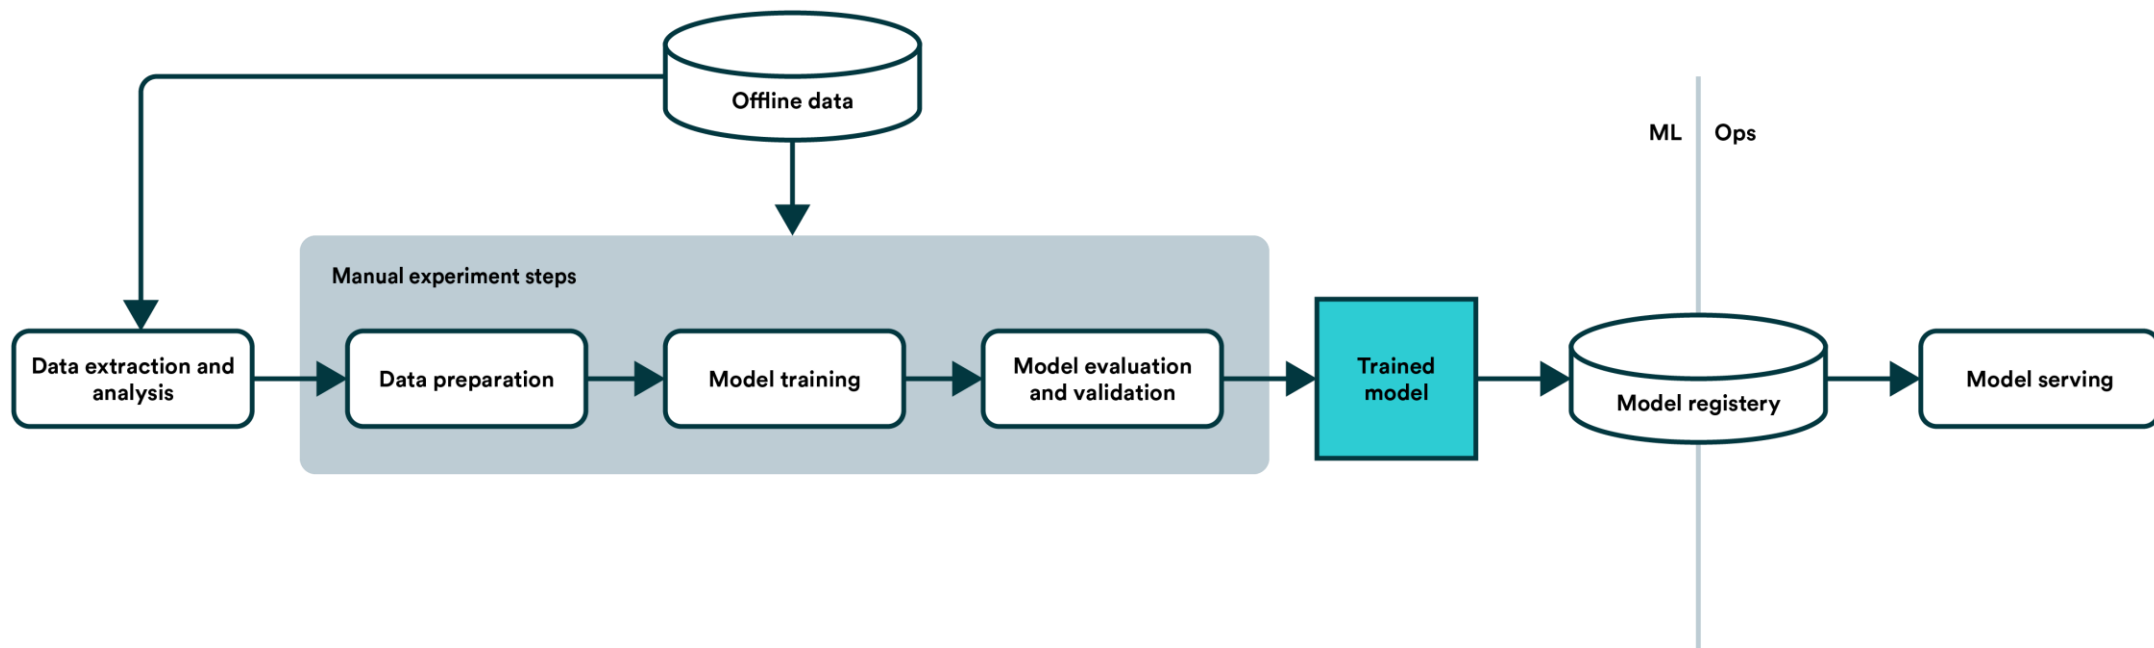 Offline data
ML
Ops
Manual experiment steps
Data extraction and
analysis
Data preparation
Model training
Model evaluation
and validation
Trained
model
Model registery
Model serving